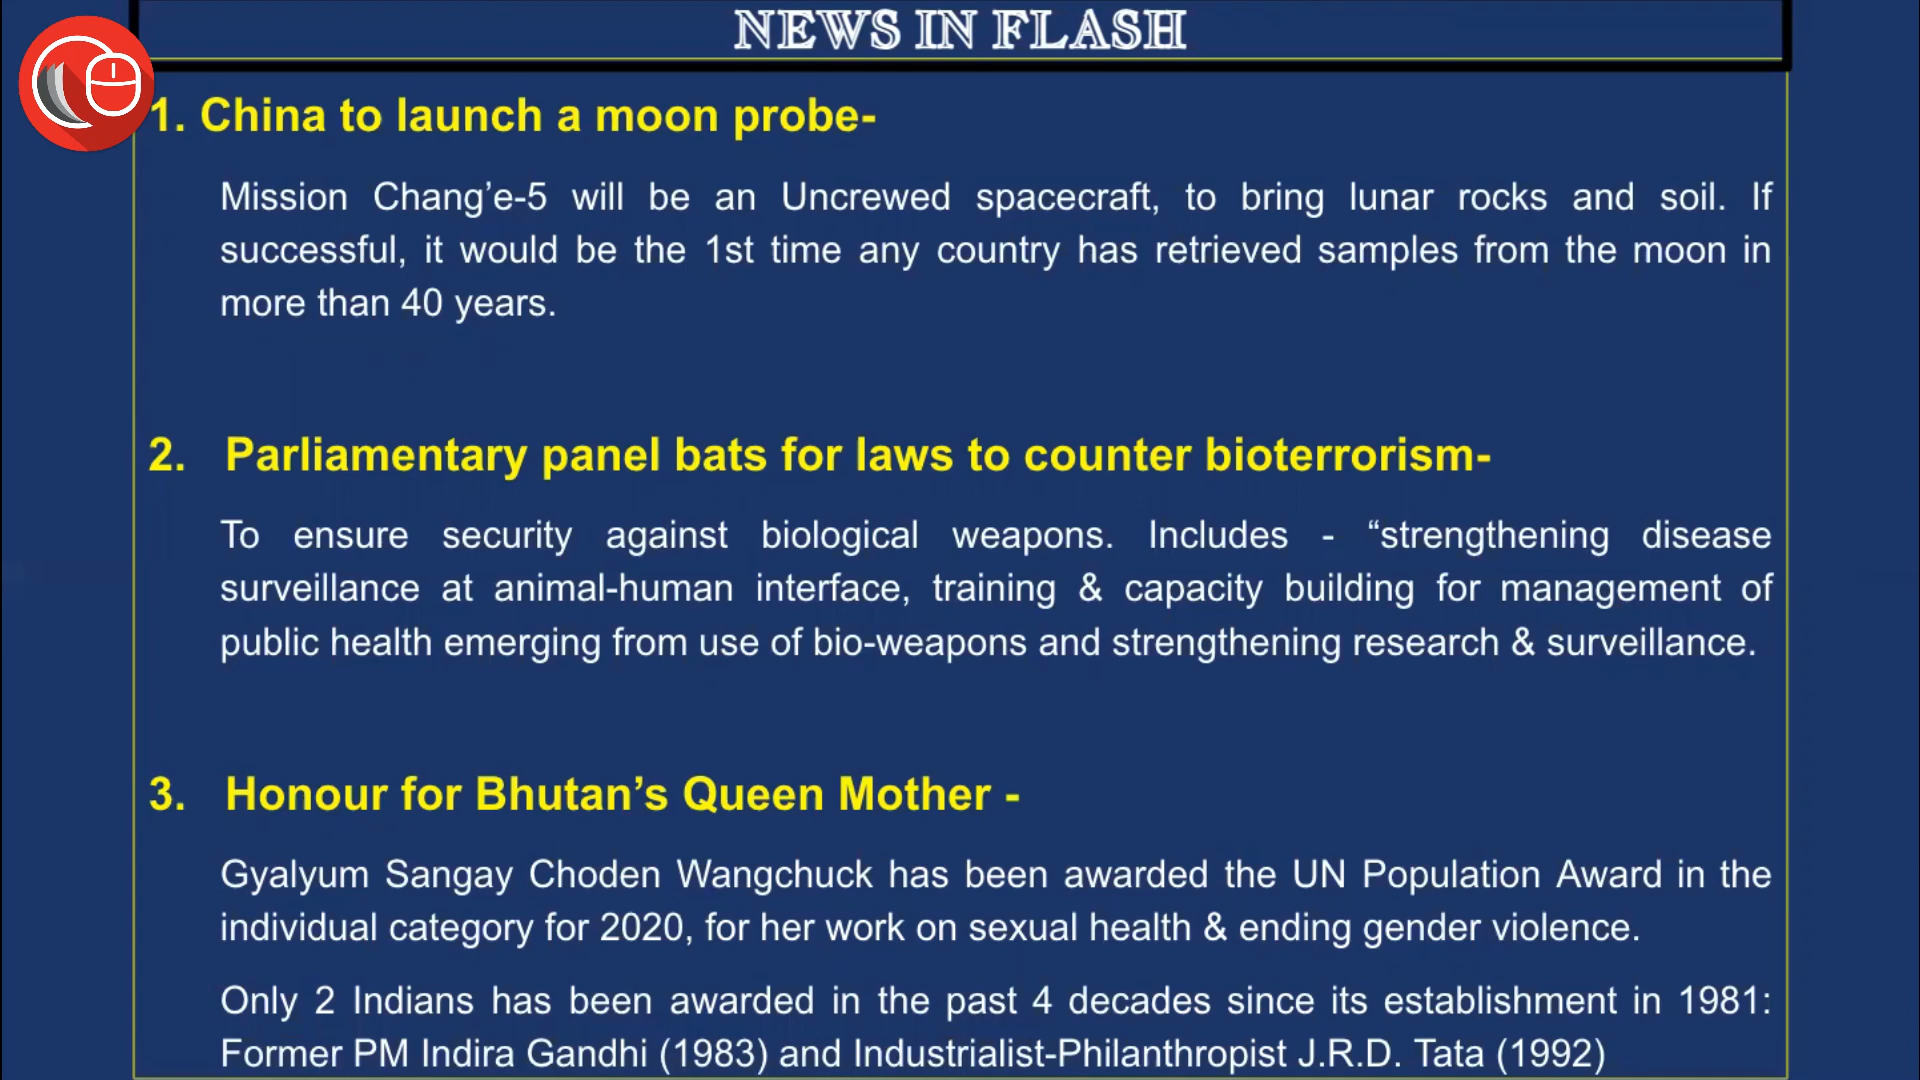 NEWS IN FLASH
1. China to launch a moon probe-
Mission Chang’e-5 will be an Uncrewed spacecraft, to bring lunar rocks and soil. If
successful, it would be the 1st time any country has retrieved samples from the moon in
more than 40 years.
2. Parliamentary panel bats for laws to counter bioterrorism-
To ensure security against biological weapons. Includes - “strengthening disease
surveillance at animal-human interface, training & capacity building for management of
public health emerging from use of bio-weapons and strengthening research & surveillance.
3. Honour for Bhutan’s Queen Mother -
Gyalyum Sangay Choden Wangchuck has been awarded the UN Population Award in the
individual category for 2020, for her work on sexual health & ending gender violence.
Only 2 Indians has been awarded in the past 4 decades since its establishment in 1981:
Former PM Indira Gandhi (1983) and Industrialist-Philanthropist J.R.D. Tata (1992)